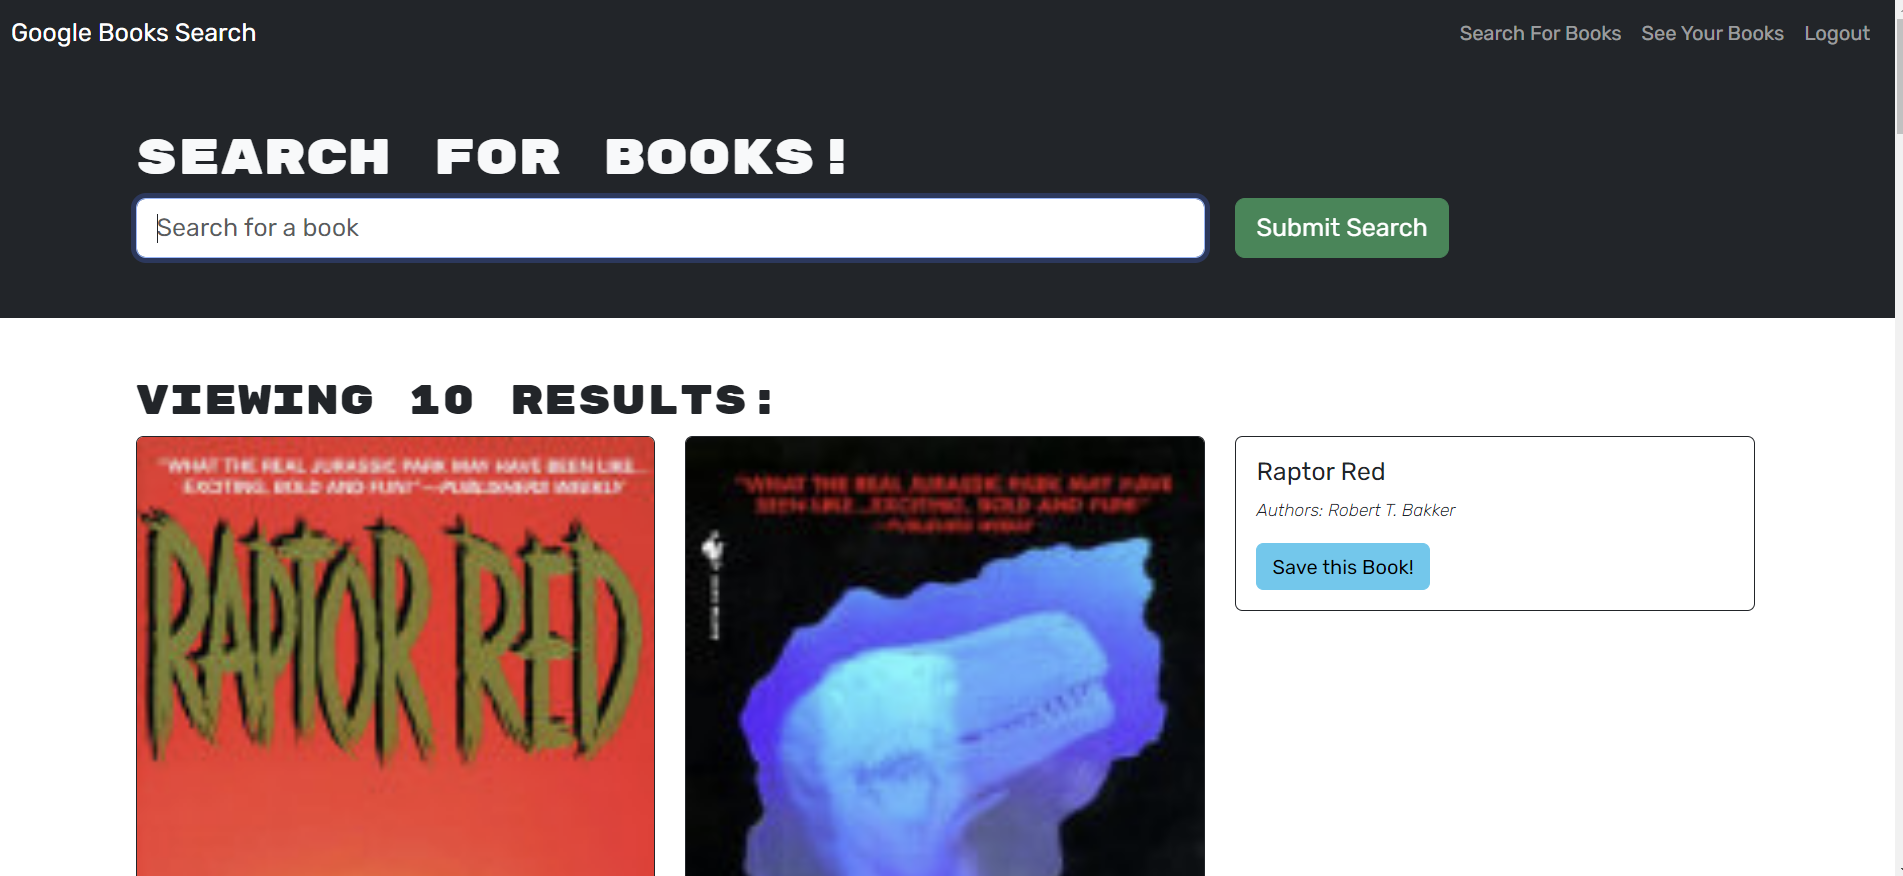 Google Books Search
Search For Books
See Your Books
Logout
SEARCH FOR BOOKS!
Search for a book
Submit Search
VIEWING 10 RESULTS:
"WHAT THE REAL JURASSIC PARK MAY HAVE BEEN LIKE...
EXCITING, BOLD AND FUN!"—PUBLISHERS WEEKLY
RAPTOR RED
"WHAT THE REAL JURASSIC PARK MAY HAVE
BEEN LIKE...EXCITING, BOLD AND FUN!"
—PUBLISHERS WEEKLY
Raptor Red
Authors: Robert T. Bakker
Save this Book!